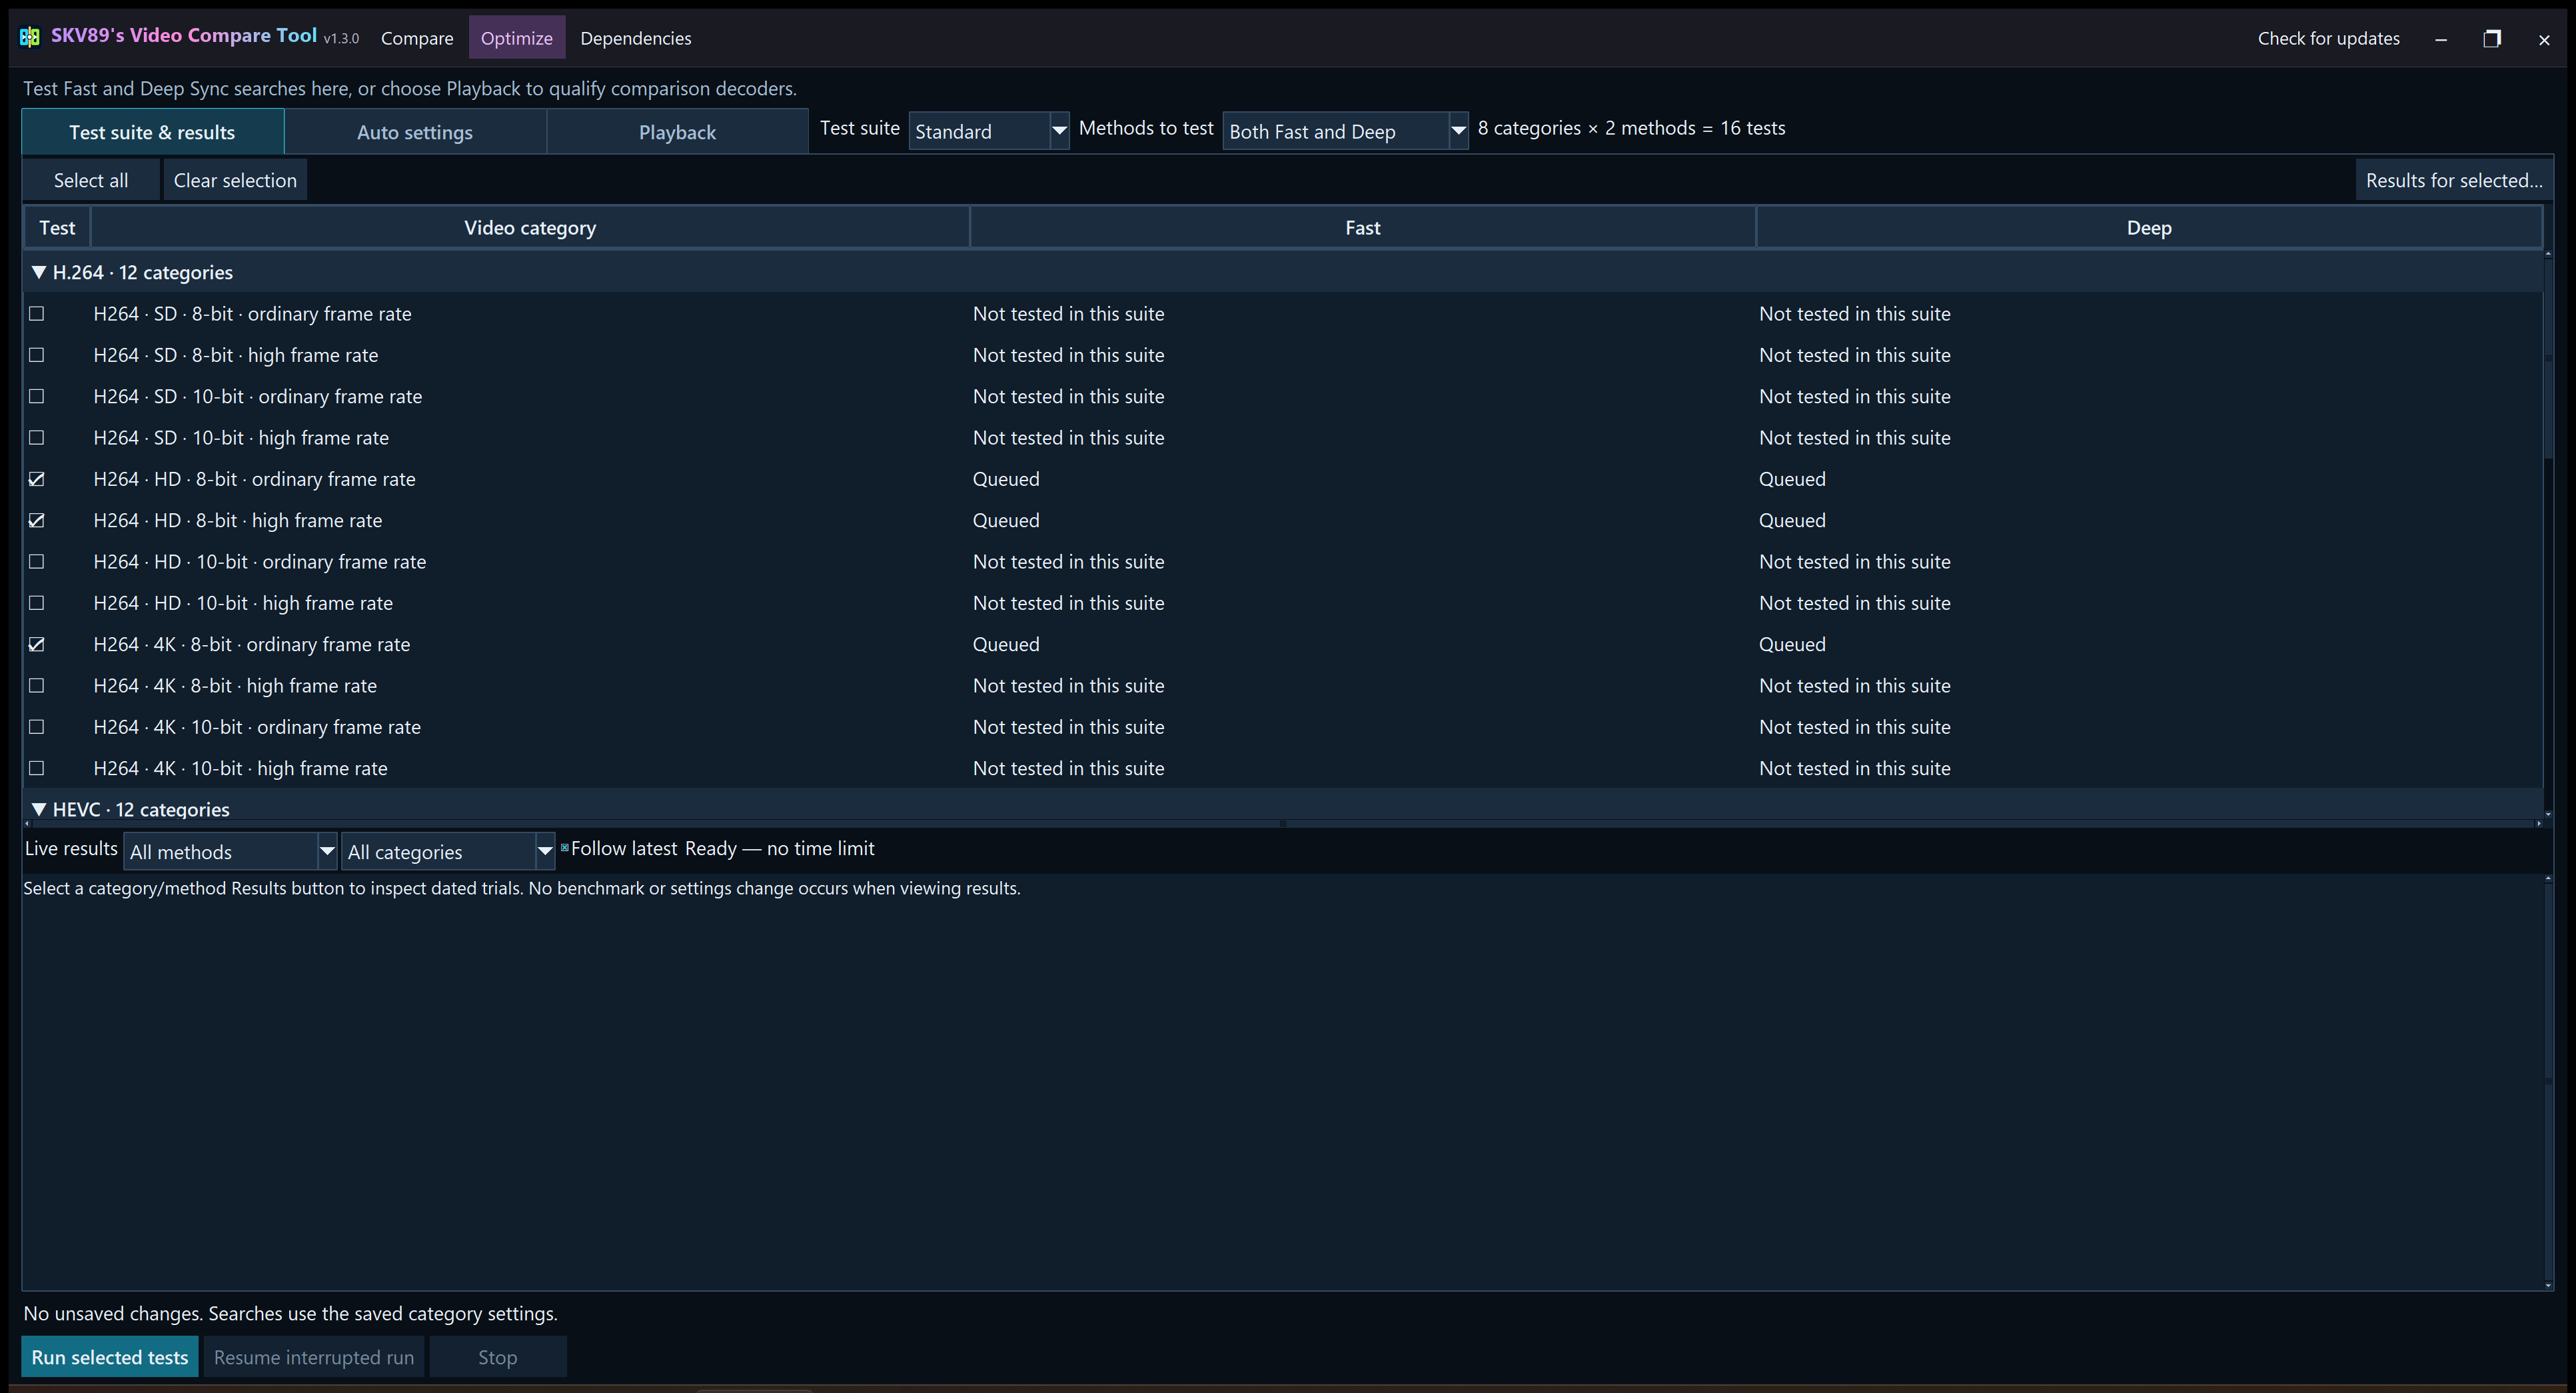 SKV89's Video Compare Tool v1.3.0 Compare Optimize Dependencies Check for updates
Test Fast and Deep Sync searches here, or choose Playback to qualify comparison decoders.
Test suite & results Auto settings Playback Test suite Standard Methods to test Both Fast and Deep 8 categories × 2 methods = 16 tests
Select all Clear selection Results for selected...
Test Video category Fast Deep
▼ H.264 · 12 categories
H264 · SD · 8-bit · ordinary frame rate Not tested in this suite Not tested in this suite
H264 · SD · 8-bit · high frame rate Not tested in this suite Not tested in this suite
H264 · SD · 10-bit · ordinary frame rate Not tested in this suite Not tested in this suite
H264 · SD · 10-bit · high frame rate Not tested in this suite Not tested in this suite
H264 · HD · 8-bit · ordinary frame rate Queued Queued
H264 · HD · 8-bit · high frame rate Queued Queued
H264 · HD · 10-bit · ordinary frame rate Not tested in this suite Not tested in this suite
H264 · HD · 10-bit · high frame rate Not tested in this suite Not tested in this suite
H264 · 4K · 8-bit · ordinary frame rate Queued Queued
H264 · 4K · 8-bit · high frame rate Not tested in this suite Not tested in this suite
H264 · 4K · 10-bit · ordinary frame rate Not tested in this suite Not tested in this suite
H264 · 4K · 10-bit · high frame rate Not tested in this suite Not tested in this suite
▼ HEVC · 12 categories
Live results All methods All categories Follow latest Ready — no time limit
Select a category/method Results button to inspect dated trials. No benchmark or settings change occurs when viewing results.
No unsaved changes. Searches use the saved category settings.
Run selected tests Resume interrupted run Stop